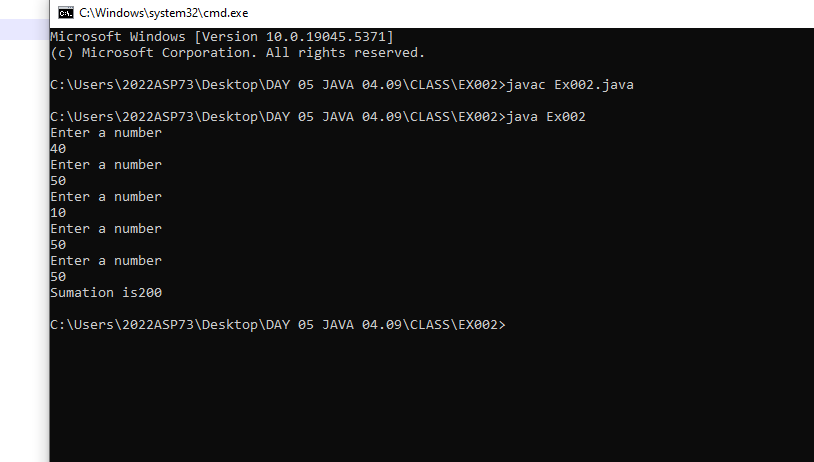 C:\Windows\system32\cmd.exe
Microsoft Windows [Version 10.0.19045.5371]
(c) Microsoft Corporation. All rights reserved.
C:\Users\2022ASP73\Desktop\DAY 05 JAVA 04.09\CLASS\EX002>javac Ex002.java
C:\Users\2022ASP73\Desktop\DAY 05 JAVA 04.09\CLASS\EX002>java Ex002
Enter a number
40
Enter a number
50
Enter a number
10
Enter a number
50
Enter a number
50
Sumation is200
C:\Users\2022ASP73\Desktop\DAY 05 JAVA 04.09\CLASS\EX002>